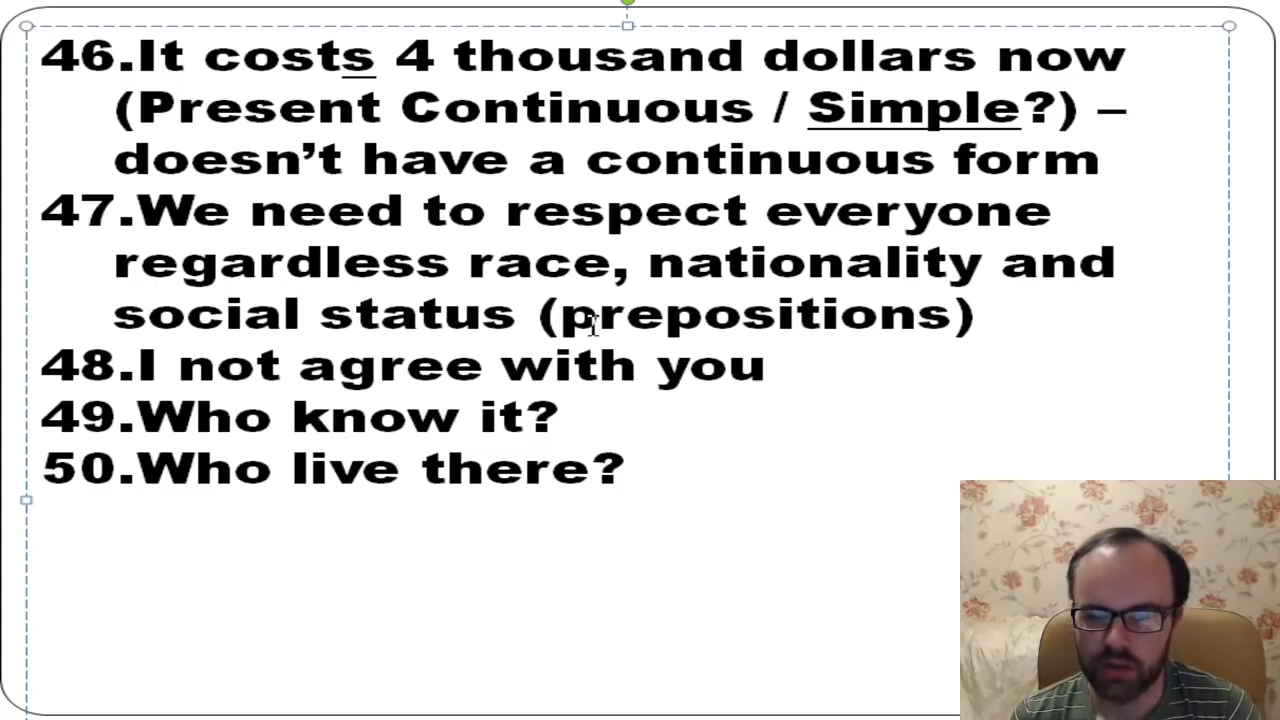 46.It costs 4 thousand dollars now
(Present Continuous / Simple?) –
doesn’t have a continuous form
47.We need to respect everyone
regardless race, nationality and
social status (prepositions)
48.I not agree with you
49.Who know it?
50.Who live there?